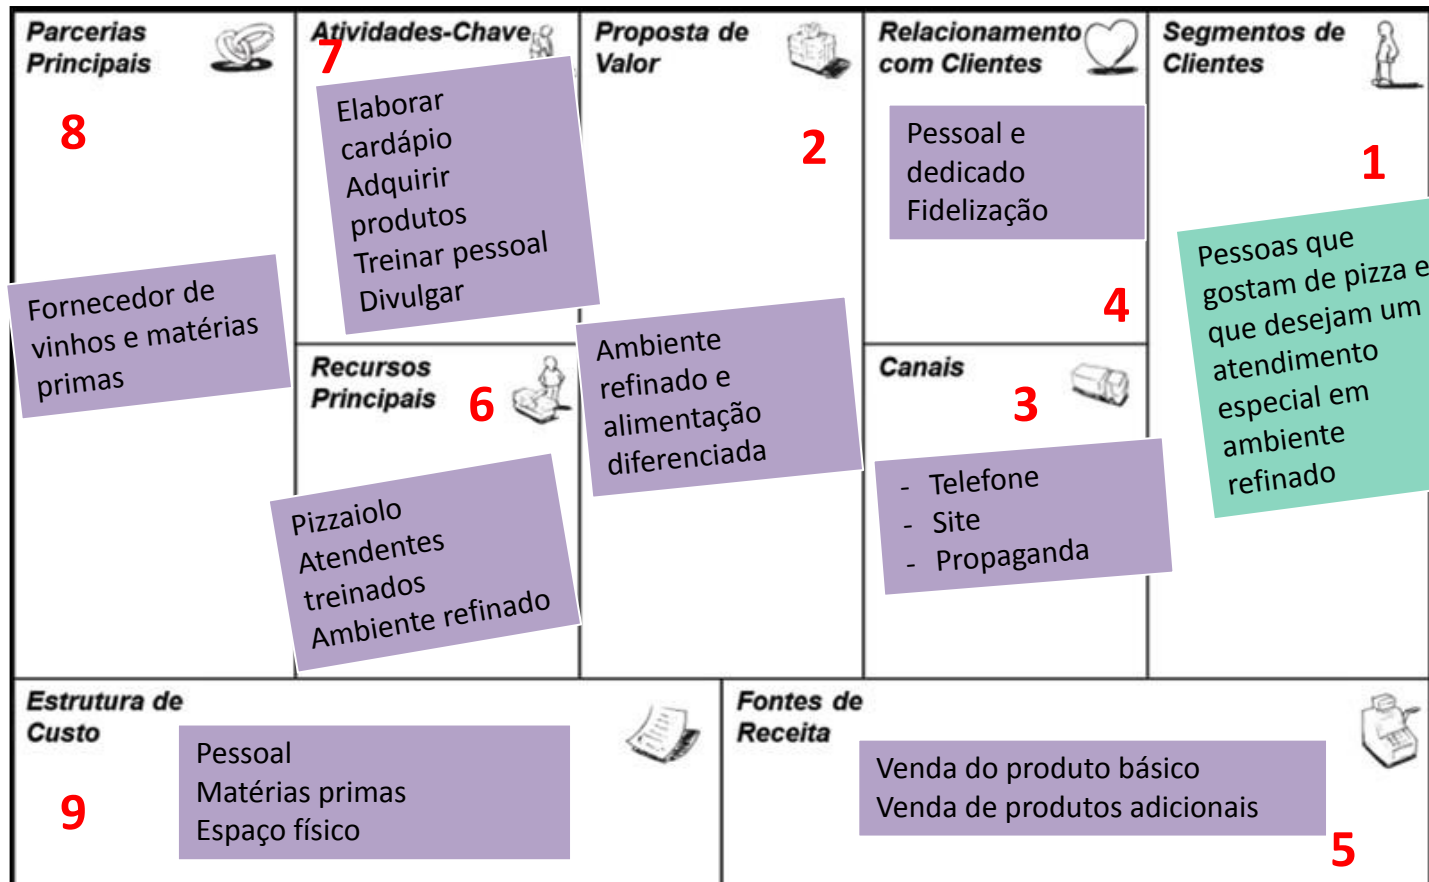 Parcerias
Principais
8
Fornecedor de
vinhos e matérias
primas
Atividades-Chave
7
Elaborar
cardápio
Adquirir
produtos
Treinar pessoal
Divulgar
Recursos
Principais
6
Pizzaiolo
Atendentes
treinados
Ambiente refinado
Proposta de
Valor
2
Ambiente
refinado e
alimentação
diferenciada
Relacionamento
com Clientes
Pessoal e
dedicado
Fidelização
4
Canais
3
- Telefone
- Site
- Propaganda
Segmentos de
Clientes
1
Pessoas que
gostam de pizza e
que desejam um
atendimento
especial em
ambiente
refinado
Estrutura de
Custo
9
Pessoal
Matérias primas
Espaço físico
Fontes de
Receita
Venda do produto básico
Venda de produtos adicionais
5